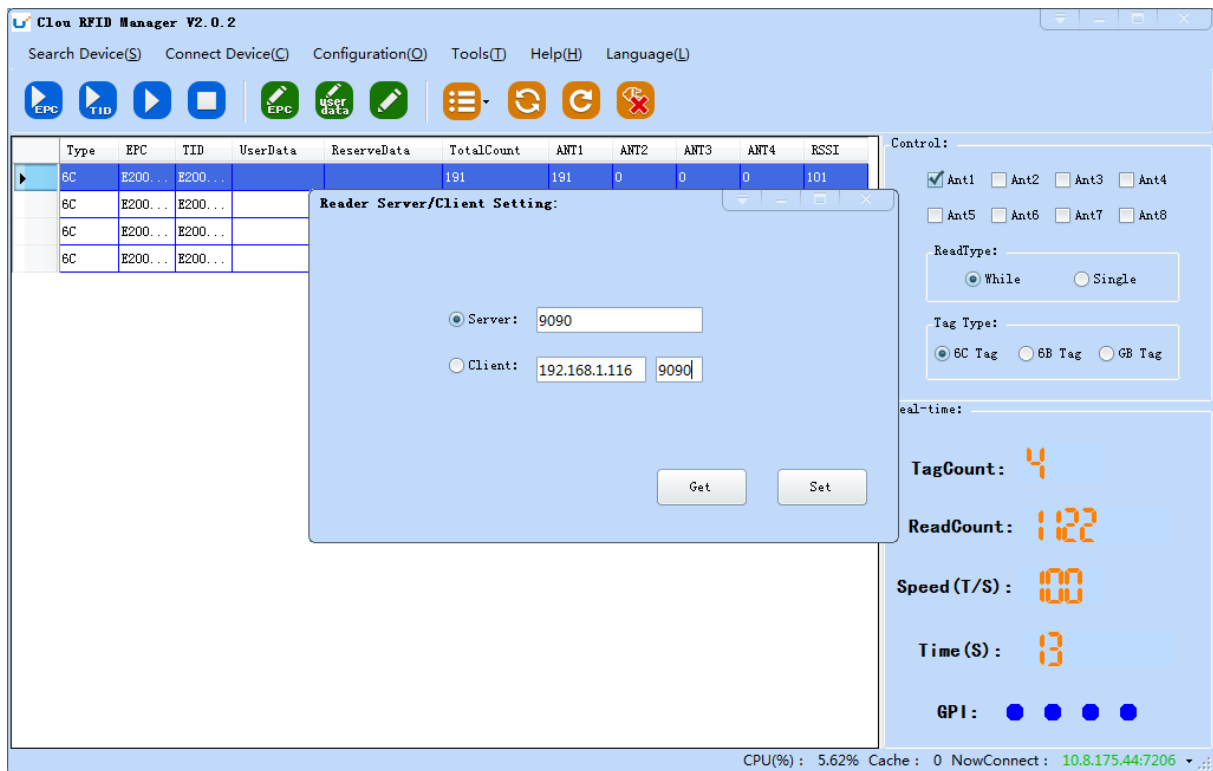 Clou RFID Manager V2.0.2
Search Device(S) Connect Device(C) Configuration(O) Tools(T) Help(H) Language(L)
EPC TID EPC user data
Type EPC TID UserData ReserveData TotalCount ANT1 ANT2 ANT3 ANT4 RSSI
6C E200... E200... 191 191 0 0 0 101
6C E200... E200...
6C E200... E200...
6C E200... E200...
Reader Server/Client Setting:
Server: 9090
Client: 192.168.1.116 9090
Get Set
Control:
Ant1 Ant2 Ant3 Ant4
Ant5 Ant6 Ant7 Ant8
ReadType:
While Single
Tag Type:
6C Tag 6B Tag GB Tag
eal-time:
TagCount: 4
ReadCount: 1122
Speed(T/S): 100
Time(S): 13
GPI:
CPU(%) : 5.62% Cache : 0 NowConnect : 10.8.175.44:7206